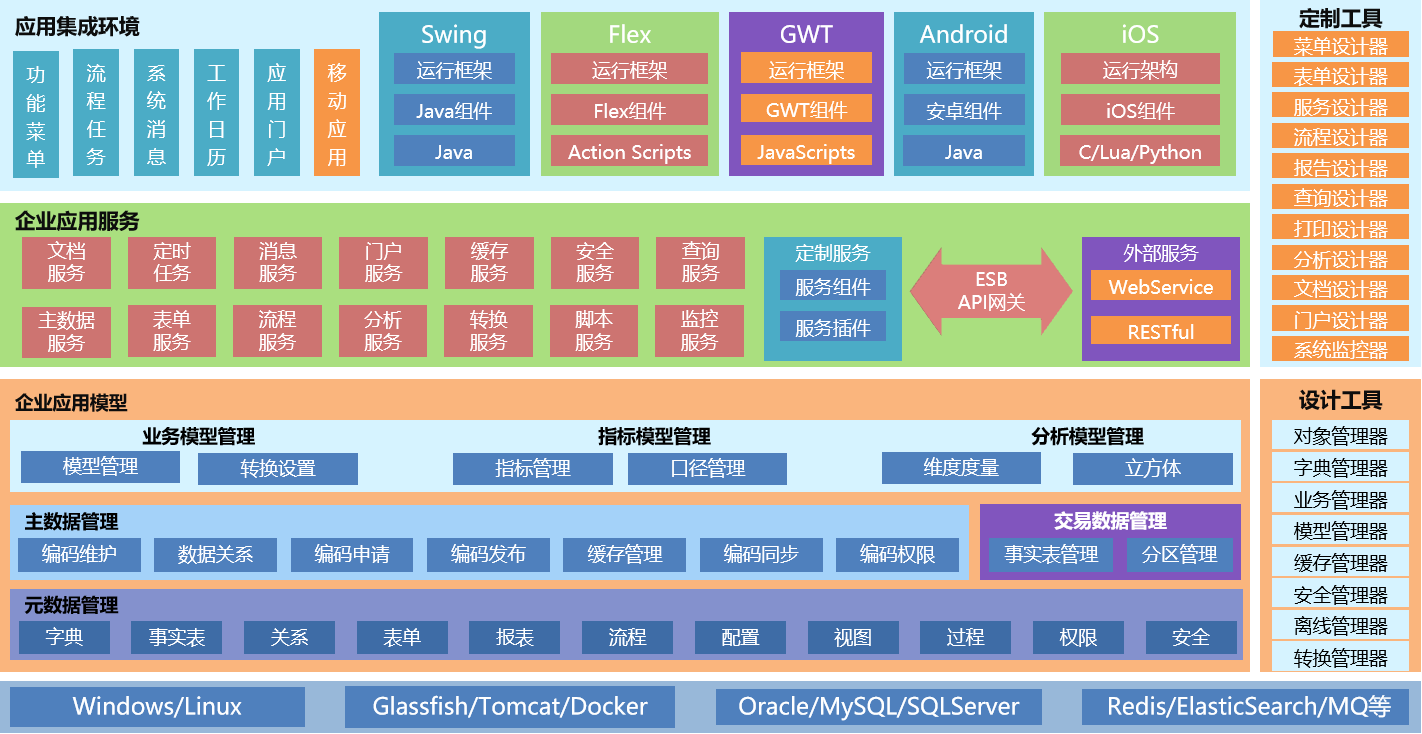 应用集成环境
功能菜单
流程任务
系统消息
工作日历
应用门户
移动应用
Swing
运行框架
Java组件
Java
Flex
运行框架
Flex组件
Action Scripts
GWT
运行框架
GWT组件
JavaScripts
Android
运行框架
安卓组件
Java
iOS
运行架构
iOS组件
C/Lua/Python
定制工具
菜单设计器
表单设计器
服务设计器
流程设计器
报告设计器
查询设计器
打印设计器
分析设计器
文档设计器
门户设计器
系统监控器
企业应用服务
文档
服务
定时
任务
消息
服务
门户
服务
缓存
服务
安全
服务
查询
服务
主数据
服务
表单
服务
流程
服务
分析
服务
转换
服务
脚本
服务
监控
服务
定制服务
服务组件
服务插件
ESB
API网关
外部服务
WebService
RESTful
企业应用模型
业务模型管理
模型管理
转换设置
指标模型管理
指标管理
口径管理
分析模型管理
维度度量
立方体
主数据管理
编码维护
数据关系
编码申请
编码发布
缓存管理
编码同步
编码权限
交易数据管理
事实表管理
分区管理
元数据管理
字典
事实表
关系
表单
报表
流程
配置
视图
过程
权限
安全
设计工具
对象管理器
字典管理器
业务管理器
模型管理器
缓存管理器
安全管理器
离线管理器
转换管理器
Windows/Linux
Glassfish/Tomcat/Docker
Oracle/MySQL/SQLServer
Redis/ElasticSearch/MQ等